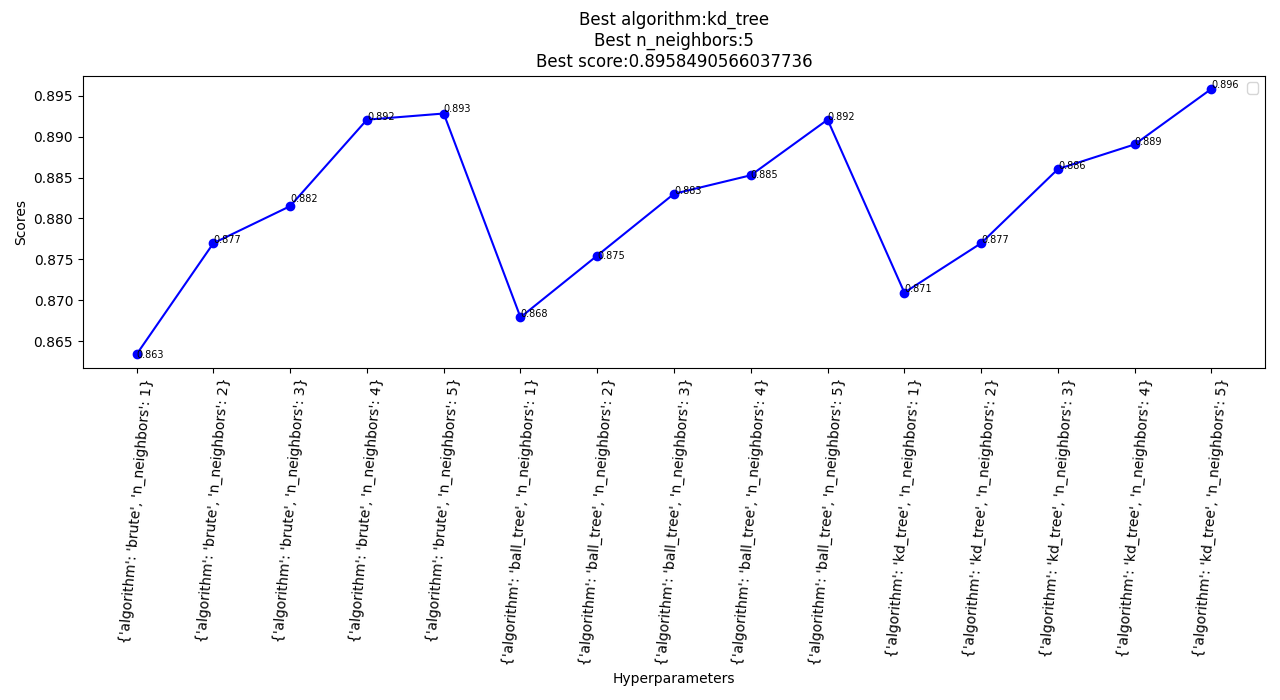 Best algorithm:kd_tree
Best n_neighbors:5
Best score:0.8958490566037736
0.895
0.890
0.885
0.880
0.875
0.870
0.865
Scores
0.863
0.877
0.882
0.892
0.893
0.868
0.875
0.883
0.885
0.892
0.871
0.877
0.886
0.889
0.896
{'algorithm': 'brute', 'n_neighbors': 1}
{'algorithm': 'brute', 'n_neighbors': 2}
{'algorithm': 'brute', 'n_neighbors': 3}
{'algorithm': 'brute', 'n_neighbors': 4}
{'algorithm': 'brute', 'n_neighbors': 5}
{'algorithm': 'ball_tree', 'n_neighbors': 1}
{'algorithm': 'ball_tree', 'n_neighbors': 2}
{'algorithm': 'ball_tree', 'n_neighbors': 3}
{'algorithm': 'ball_tree', 'n_neighbors': 4}
{'algorithm': 'ball_tree', 'n_neighbors': 5}
{'algorithm': 'kd_tree', 'n_neighbors': 1}
{'algorithm': 'kd_tree', 'n_neighbors': 2}
{'algorithm': 'kd_tree', 'n_neighbors': 3}
{'algorithm': 'kd_tree', 'n_neighbors': 4}
{'algorithm': 'kd_tree', 'n_neighbors': 5}
Hyperparameters